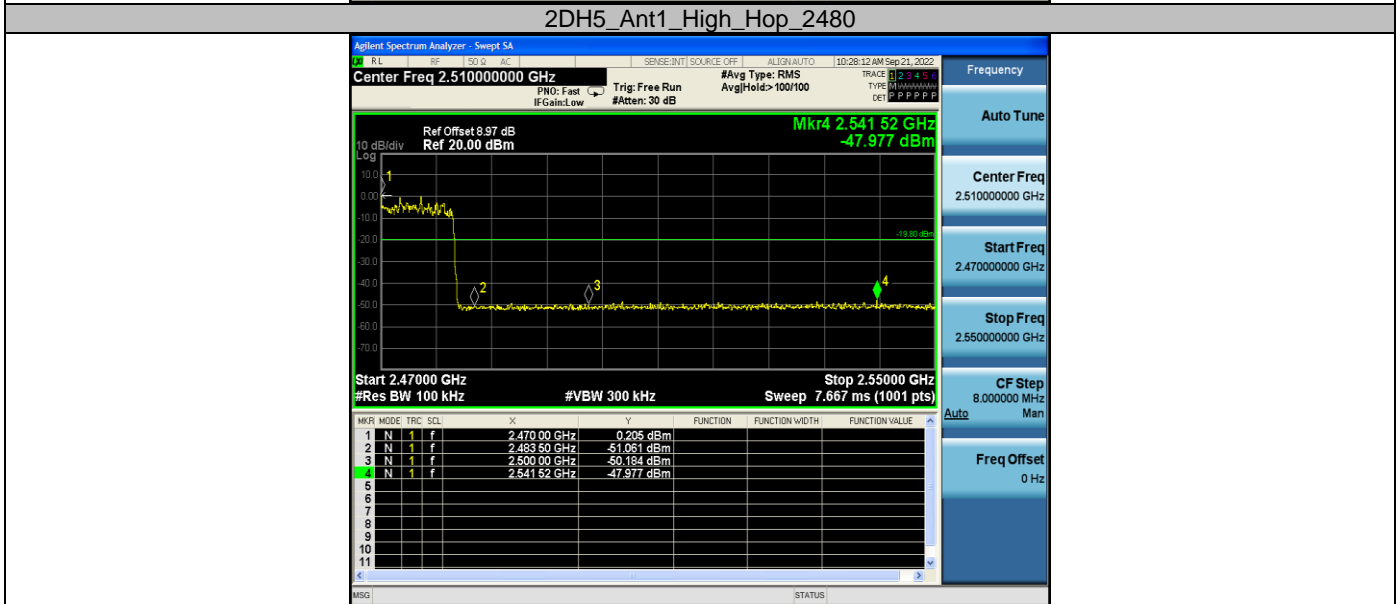 2DH5_Ant1_High_Hop_2480
Agilent Spectrum Analyzer - Swept SA
RL RF 50 Ω AC SENSE:INT SOURCE OFF ALIGN AUTO 10:28:12 AM Sep 21, 2022
Center Freq 2.510000000 GHz #Avg Type: RMS TRACE 1 2 3 4 5 6
PNO: Fast Trig: Free Run Avg|Hold:>100/100 TYPE M
IFGain:Low #Atten: 30 dB DET P P P P P P
Mkr4 2.541 52 GHz
Ref Offset 8.97 dB
10 dB/div Ref 20.00 dBm -47.977 dBm
Log
10.0
1
0.00
-10.0
-20.0
-19.80 dBm
-30.0
-40.0
2 3 4
-50.0
-60.0
-70.0
Start 2.47000 GHz Stop 2.55000 GHz
#Res BW 100 kHz #VBW 300 kHz Sweep 7.667 ms (1001 pts)
MKR MODE TRC SCL X Y FUNCTION FUNCTION WIDTH FUNCTION VALUE
1 N 1 f 2.470 00 GHz 0.205 dBm
2 N 1 f 2.483 50 GHz -51.061 dBm
3 N 1 f 2.500 00 GHz -50.184 dBm
4 N 1 f 2.541 52 GHz -47.977 dBm
5
6
7
8
9
10
11
MSG STATUS
Frequency
Auto Tune
Center Freq
2.510000000 GHz
Start Freq
2.470000000 GHz
Stop Freq
2.550000000 GHz
CF Step
8.000000 MHz
Auto Man
Freq Offset
0 Hz